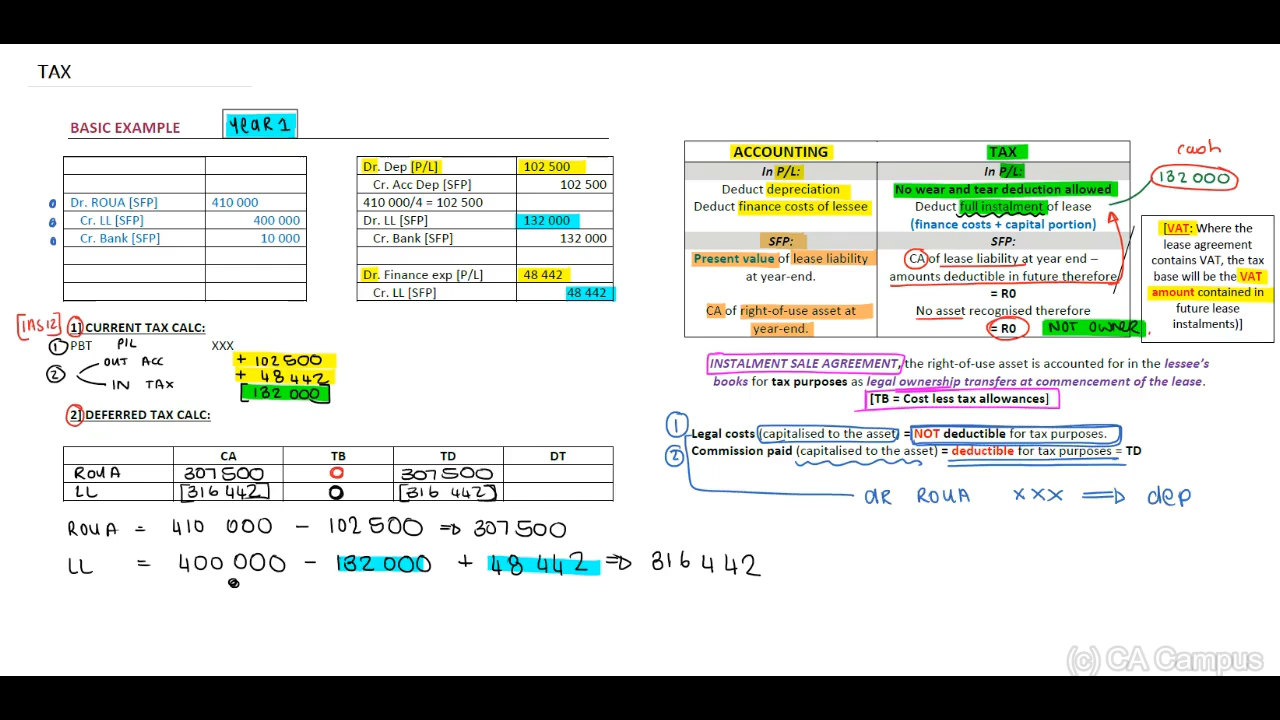 TAX
BASIC EXAMPLE
YEAR 1
0 Dr. ROUA [SFP] 410 000
0 Cr. LL [SFP] 400 000
0 Cr. Bank [SFP] 10 000
Dr. Dep [P/L] 102 500
Cr. Acc Dep [SFP] 102 500
410 000/4 = 102 500
Dr. LL [SFP] 132 000
Cr. Bank [SFP] 132 000
Dr. Finance exp [P/L] 48 442
Cr. LL [SFP] 48 442
[IAS12] 1] CURRENT TAX CALC:
1 PBT P/L XXX
2 OUT ACC + 102 500
+ 48 442
IN TAX [132 000]
2] DEFERRED TAX CALC:
CA TB TD DT
ROUA 307 500 0 307 500
LL [316 442] 0 [316 442]
ROUA = 410 000 - 102 500 => 307 500
LL = 400 000 - 132 000 + 48 442 => 316 442
ACCOUNTING TAX
In P/L: In P/L:
Deduct depreciation No wear and tear deduction allowed
Deduct finance costs of lessee Deduct full instalment of lease
(finance costs + capital portion)
SFP: SFP:
Present value of lease liability CA of lease liability at year end –
at year-end. amounts deductible in future therefore
= R0
CA of right-of-use asset at No asset recognised therefore
year-end. = R0 NOT OWNER.
cash
132 000
[VAT: Where the
lease agreement
contains VAT, the tax
base will be the VAT
amount contained in
future lease
instalments)]
INSTALMENT SALE AGREEMENT, the right-of-use asset is accounted for in the lessee's
books for tax purposes as legal ownership transfers at commencement of the lease.
[TB = Cost less tax allowances]
1 Legal costs (capitalised to the asset) = NOT deductible for tax purposes.
2 Commission paid (capitalised to the asset) = deductible for tax purposes = TD
dR ROUA xxx => dep
(c) CA Campus